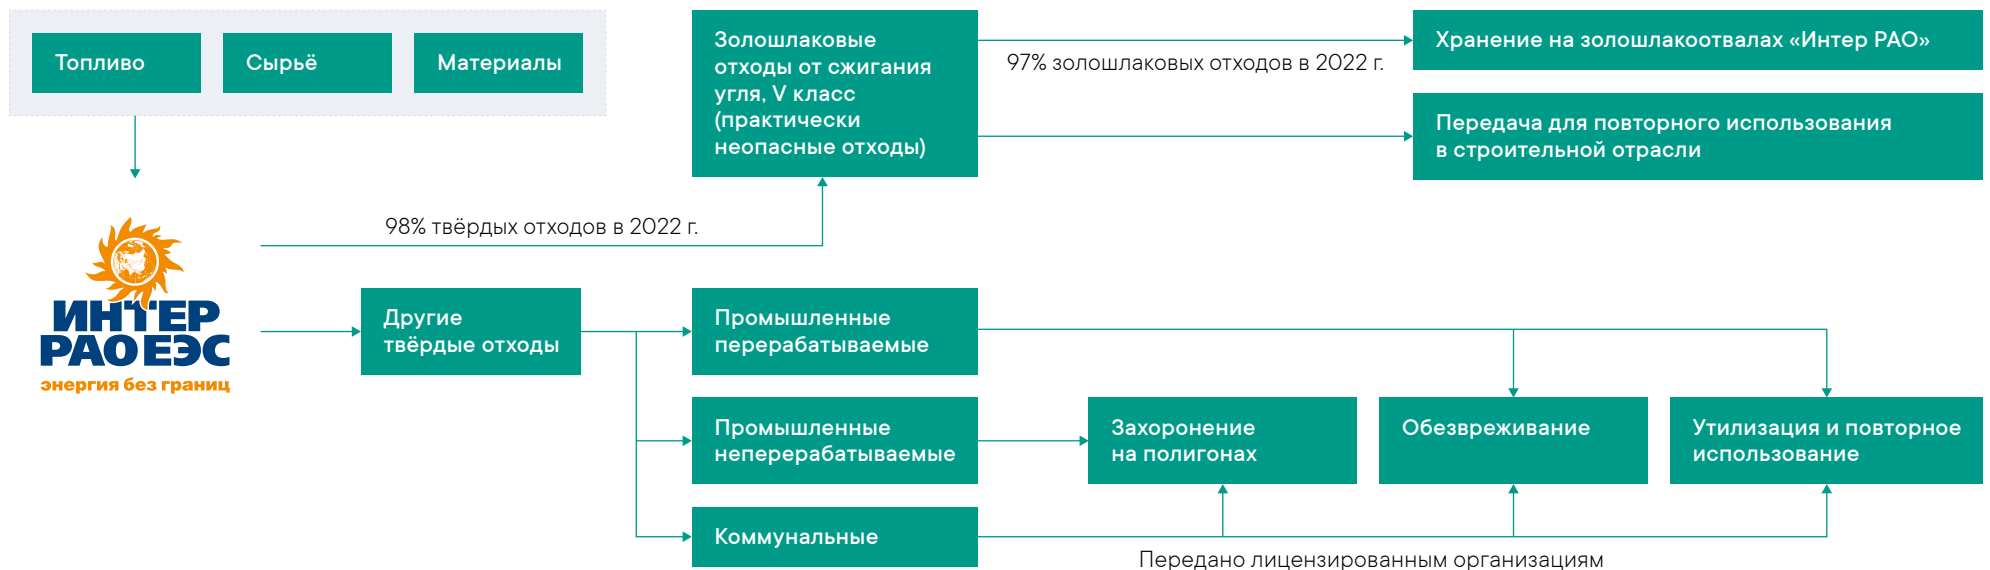 Топливо
Сырьё
Материалы
Золошлаковые
отходы от сжигания
угля, V класс
(практически
неопасные отходы)
97% золошлаковых отходов в 2022 г.
Хранение на золошлакоотвалах «Интер РАО»
Передача для повторного использования
в строительной отрасли
98% твёрдых отходов в 2022 г.
ИНТЕР
РАО ЕЭС
энергия без границ
Другие
твёрдые отходы
Промышленные
перерабатываемые
Промышленные
неперерабатываемые
Коммунальные
Захоронение
на полигонах
Обезвреживание
Утилизация и повторное
использование
Передано лицензированным организациям